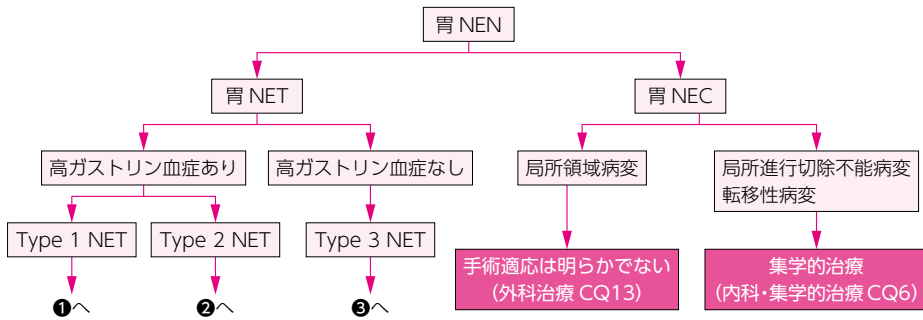 胃 NEN
胃 NET
胃 NEC
高ガストリン血症あり
高ガストリン血症なし
局所領域病変
局所進行切除不能病変
転移性病変
Type 1 NET
Type 2 NET
Type 3 NET
手術適応は明らかでない
（外科治療 CQ13）
集学的治療
（内科・集学的治療 CQ6）
❶へ
❷へ
❸へ